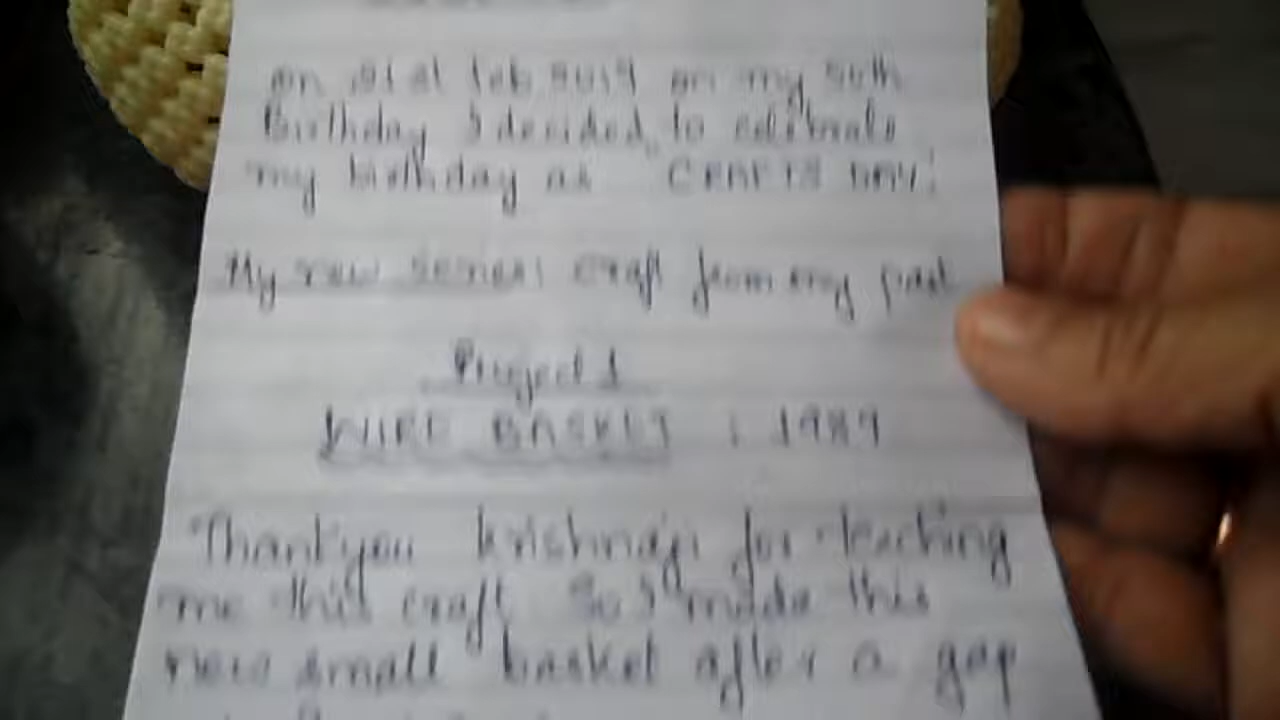 on 21st Feb 2019 on my 50th
Birthday I decided to celebrate
my birthday as CRAFTS DAY!
My new series: craft from my past
Project 1
WIRE BASKET : 1989
Thankyou krishnaji for teaching
me this craft. So I made this
new small basket after a gap